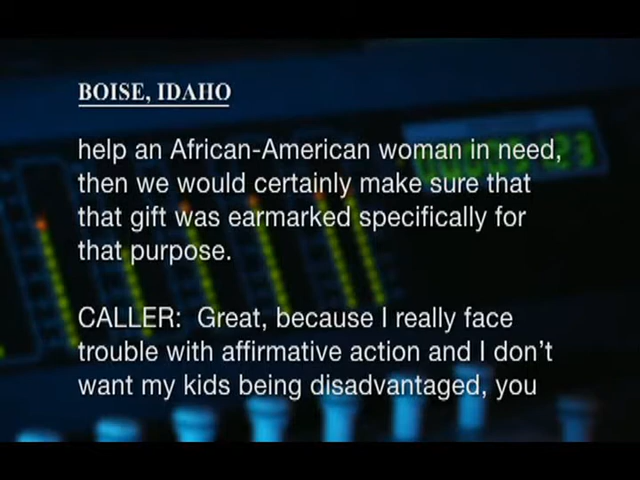 BOISE, IDAHO
help an African-American woman in need,
then we would certainly make sure that
that gift was earmarked specifically for
that purpose.
CALLER: Great, because I really face
trouble with affirmative action and I don't
want my kids being disadvantaged, you